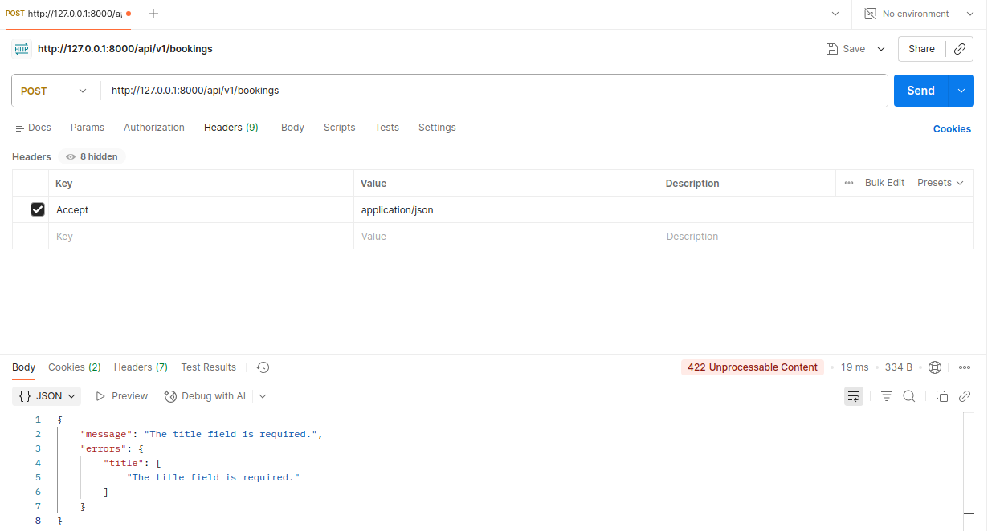 POST http://127.0.0.1:8000/a
No environment
HTTP http://127.0.0.1:8000/api/v1/bookings
Save
Share
POST http://127.0.0.1:8000/api/v1/bookings
Send
Docs Params Authorization Headers (9) Body Scripts Tests Settings
Cookies
Headers 8 hidden
Key Value Description Bulk Edit Presets
Accept application/json
Key Value Description
Body Cookies (2) Headers (7) Test Results
422 Unprocessable Content • 19 ms • 334 B •
{} JSON Preview Debug with AI
1 {
2 "message": "The title field is required.",
3 "errors": {
4 "title": [
5 "The title field is required."
6 ]
7 }
8 }